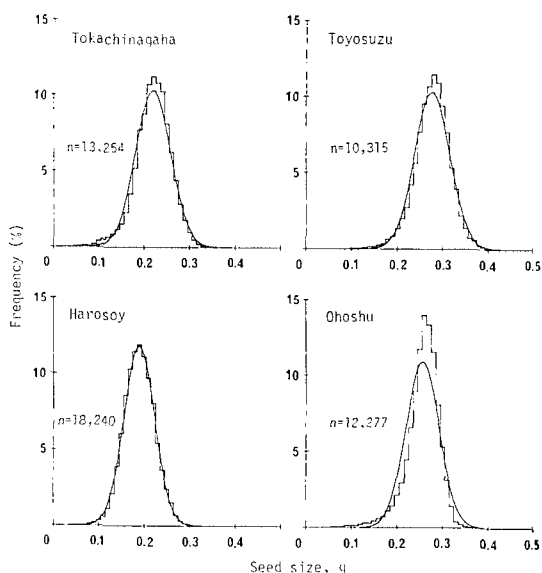 15
Tokachinagaha
10
n=13,254
5
0 0.1 0.2 0.3 0.4 0
15
Toyosuzu
10
n=10,315
5
0.1 0.2 0.3 0.4 0.5
Frequency (%)
15
Harosoy
10
n=18,240
5
0 0.1 0.2 0.3 0.4 0
15
Ohoshu
10
n=12,277
5
0.1 0.2 0.3 0.4 0.5
Seed size, g